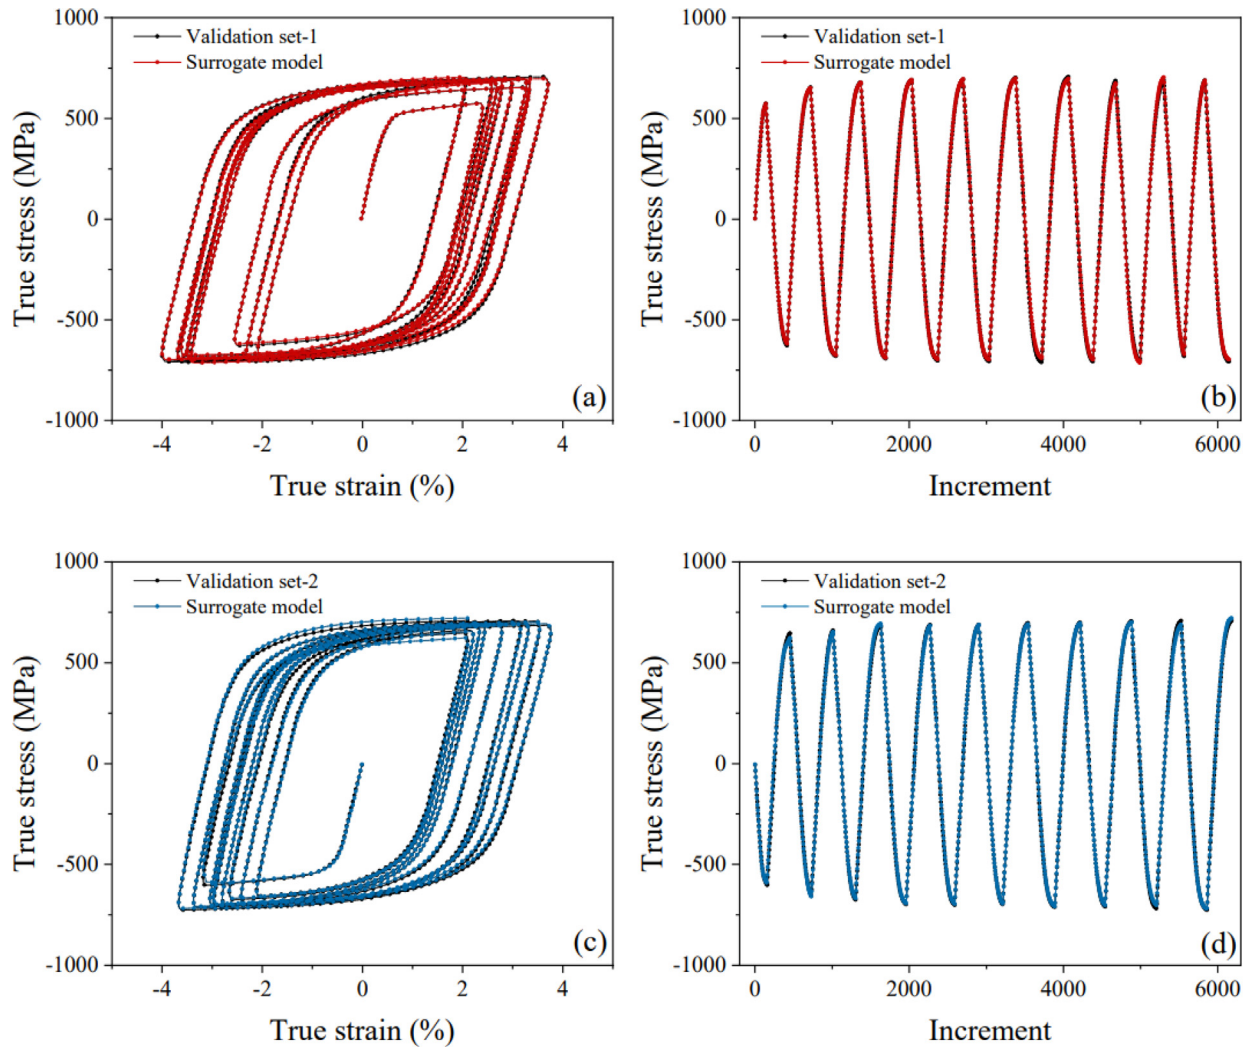 1000
Validation set-1
Surrogate model
500
0
-500
-1000
True stress (MPa)
-4
-2
0
2
4
True strain (%)
(a)
1000
Validation set-1
Surrogate model
500
0
-500
-1000
True stress (MPa)
0
2000
4000
6000
Increment
(b)
1000
Validation set-2
Surrogate model
500
0
-500
-1000
True stress (MPa)
-4
-2
0
2
4
True strain (%)
(c)
1000
Validation set-2
Surrogate model
500
0
-500
-1000
True stress (MPa)
0
2000
4000
6000
Increment
(d)